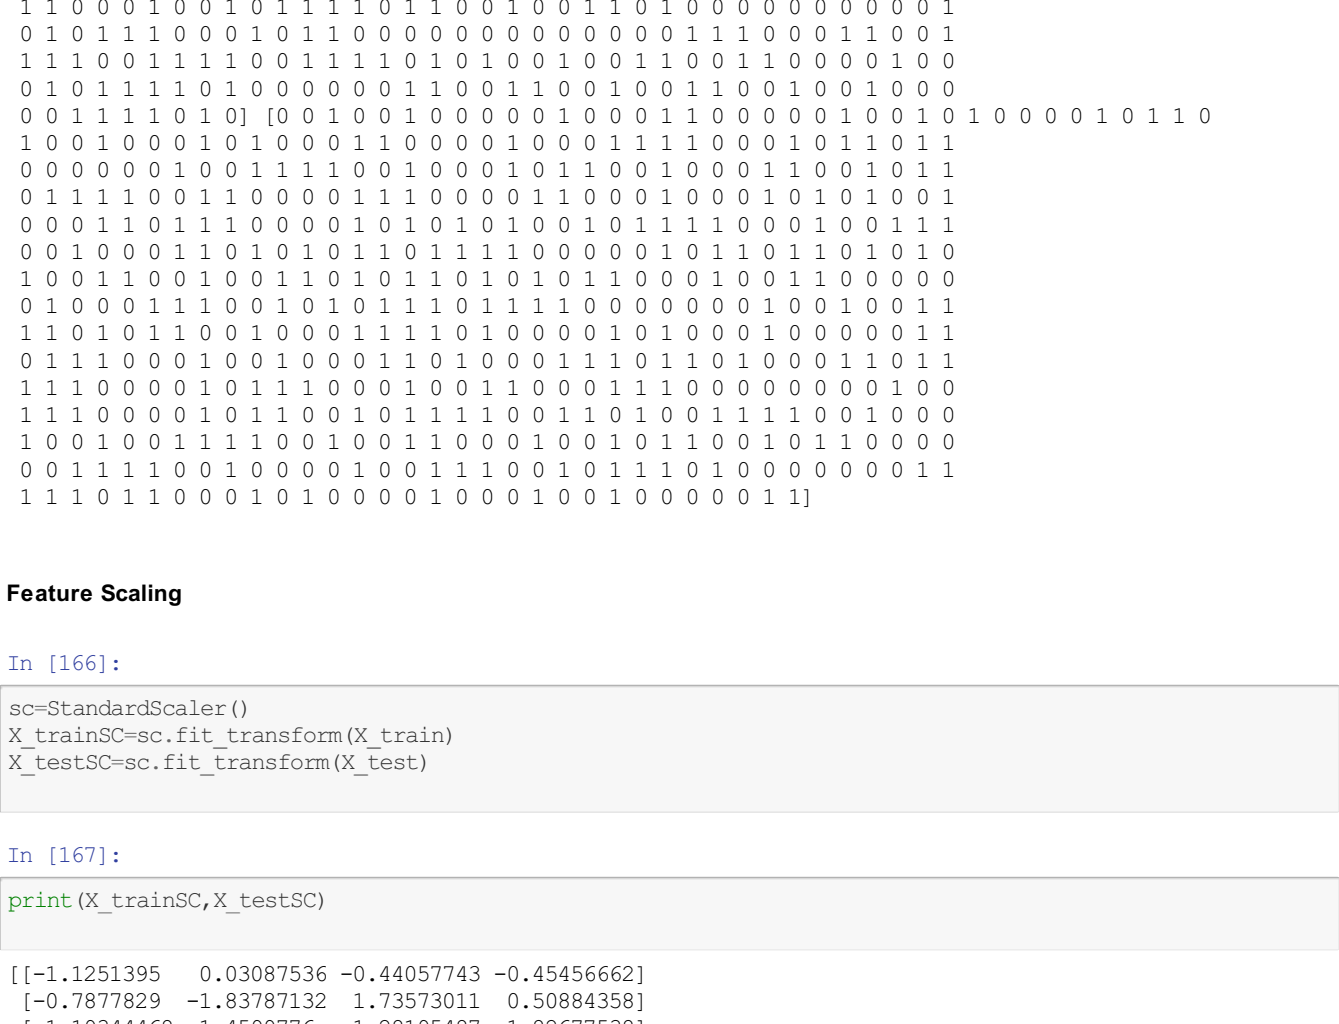 1 1 0 0 0 1 0 0 1 0 1 1 1 1 0 1 1 0 0 1 0 0 1 1 0 1 0 0 0 0 0 0 0 0 0 0 1
0 1 0 1 1 1 0 0 0 1 0 1 1 0 0 0 0 0 0 0 0 0 0 0 0 0 1 1 1 0 0 0 1 1 0 0 1
1 1 1 0 0 1 1 1 1 0 0 1 1 1 1 0 1 0 1 0 0 1 0 0 1 1 0 0 1 1 0 0 0 0 1 0 0
0 1 0 1 1 1 1 0 1 0 0 0 0 0 0 1 1 0 0 1 1 0 0 1 0 0 1 1 0 0 1 0 0 1 0 0 0
0 0 1 1 1 1 0 1 0] [0 0 1 0 0 1 0 0 0 0 0 1 0 0 0 1 1 0 0 0 0 0 1 0 0 1 0 1 0 0 0 0 1 0 1 1 0
1 0 0 1 0 0 0 1 0 1 0 0 0 1 1 0 0 0 0 1 0 0 0 1 1 1 1 0 0 0 1 0 1 1 0 1 1
0 0 0 0 0 0 1 0 0 1 1 1 1 0 0 1 0 0 0 1 0 1 1 0 0 1 0 0 0 1 1 0 0 1 0 1 1
0 1 1 1 1 0 0 1 1 0 0 0 0 1 1 1 0 0 0 0 1 1 0 0 0 1 0 0 0 1 0 1 0 1 0 0 1
0 0 0 1 1 0 1 1 1 0 0 0 0 1 0 1 0 1 0 1 0 0 1 0 1 1 1 1 0 0 0 1 0 0 1 1 1
0 0 1 0 0 0 1 1 0 1 0 1 0 1 1 0 1 1 1 1 0 0 0 0 0 1 0 1 1 0 1 1 0 1 0 1 0
1 0 0 1 1 0 0 1 0 0 1 1 0 1 0 1 1 0 1 0 1 0 1 1 0 0 0 1 0 0 1 1 0 0 0 0 0
0 1 0 0 0 1 1 1 0 0 1 0 1 0 1 1 1 0 1 1 1 1 0 0 0 0 0 0 0 1 0 0 1 0 0 1 1
1 1 0 1 0 1 1 0 0 1 0 0 0 1 1 1 1 0 1 0 0 0 0 1 0 1 0 0 0 1 0 0 0 0 0 1 1
0 1 1 1 0 0 0 1 0 0 1 0 0 0 1 1 0 1 0 0 0 1 1 1 0 1 1 0 1 0 0 0 1 1 0 1 1
1 1 1 0 0 0 0 1 0 1 1 1 0 0 0 1 0 0 1 1 0 0 0 1 1 1 0 0 0 0 0 0 0 0 1 0 0
1 1 1 0 0 0 0 1 0 1 1 0 0 1 0 1 1 1 1 0 0 1 1 0 1 0 0 1 1 1 1 0 0 1 0 0 0
1 0 0 1 0 0 1 1 1 1 0 0 1 0 0 1 1 0 0 0 1 0 0 1 0 1 1 0 0 1 0 1 1 0 0 0 0
0 0 1 1 1 1 0 0 1 0 0 0 0 1 0 0 1 1 1 0 0 1 0 1 1 1 0 1 0 0 0 0 0 0 0 1 1
1 1 1 0 1 1 0 0 0 1 0 1 0 0 0 0 1 0 0 0 1 0 0 1 0 0 0 0 0 1 1]
Feature Scaling
In [166]:
sc=StandardScaler()
X_trainSC=sc.fit_transform(X_train)
X_testSC=sc.fit_transform(X_test)
In [167]:
print(X_trainSC,X_testSC)
[[-1.1251395   0.03087536 -0.44057743 -0.45456662]
[-0.7877829  -1.83787132  1.73573011  0.50884358]